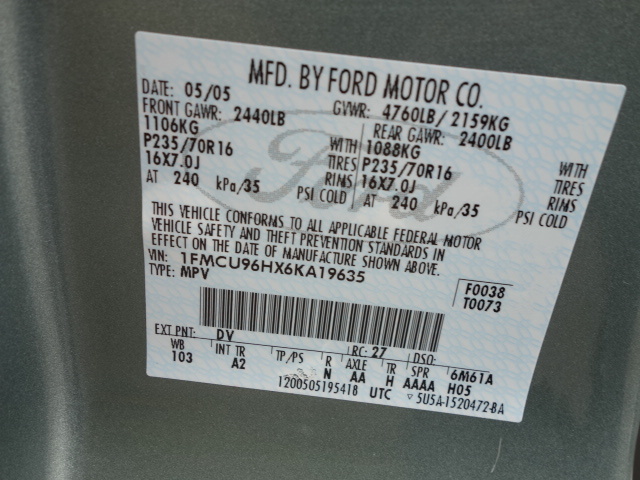 MFD. BY FORD MOTOR CO.
DATE: 05/05 GVWR: 4760LB/ 2159KG
FRONT GAWR: 2440LB REAR GAWR: 2400LB
1106KG WITH 1088KG WITH
P235/70R16 TIRES P235/70R16 TIRES
16X7.0J RIMS 16X7.0J RIMS
AT 240 kPa/35 PSI COLD AT 240 kPa/35 PSI COLD
Ford
THIS VEHICLE CONFORMS TO ALL APPLICABLE FEDERAL MOTOR
VEHICLE SAFETY AND THEFT PREVENTION STANDARDS IN
EFFECT ON THE DATE OF MANUFACTURE SHOWN ABOVE.
VIN: 1FMCU96HX6KA19635
TYPE: MPV
F0038
T0073
EXT PNT: DV RC: 27 DSO:
WB INT TR TP/PS R AXLE TR SPR 6M61A
103 A2 N AA H AAAA H05
1200505195418 UTC ▽ 5U5A-1520472-BA